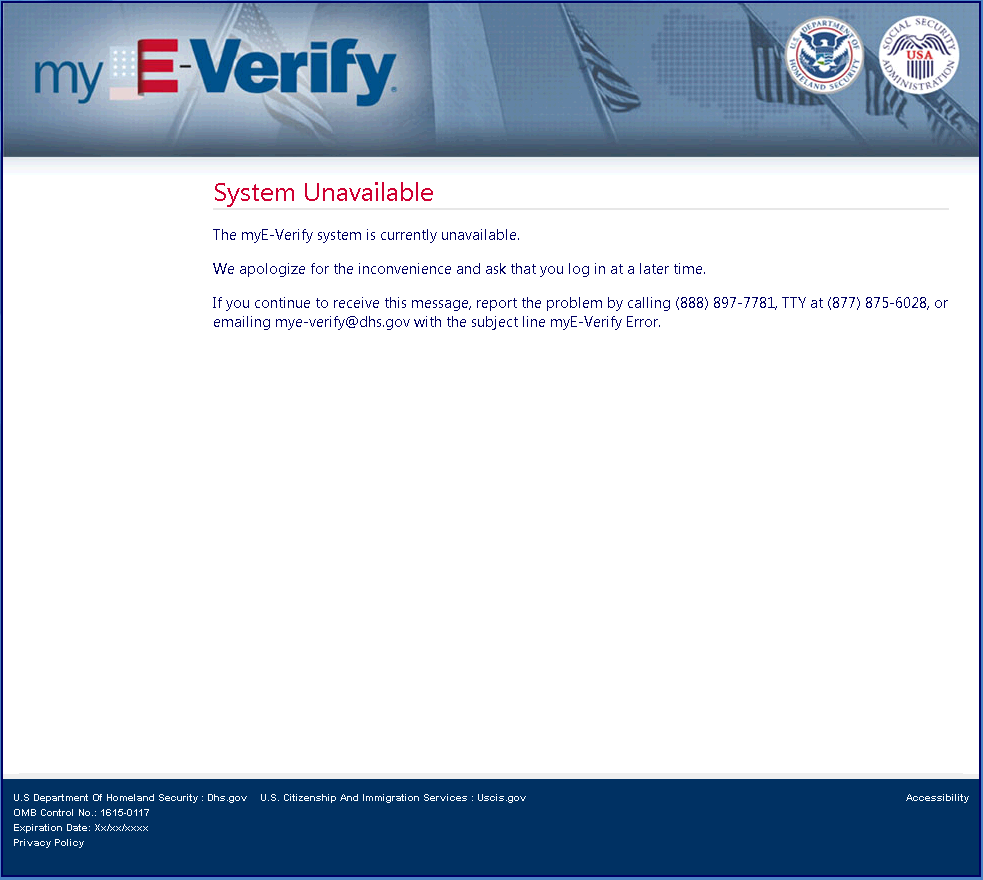 my E-Verify®
U.S. DEPARTMENT OF HOMELAND SECURITY
SOCIAL SECURITY ADMINISTRATION
USA
System Unavailable
The myE-Verify system is currently unavailable.
We apologize for the inconvenience and ask that you log in at a later time.
If you continue to receive this message, report the problem by calling (888) 897-7781, TTY at (877) 875-6028, or
emailing mye-verify@dhs.gov with the subject line myE-Verify Error.
U.S Department Of Homeland Security : Dhs.gov U.S. Citizenship And Immigration Services : Uscis.gov Accessibility
OMB Control No.: 1615-0117
Expiration Date: Xx/xx/xxxx
Privacy Policy